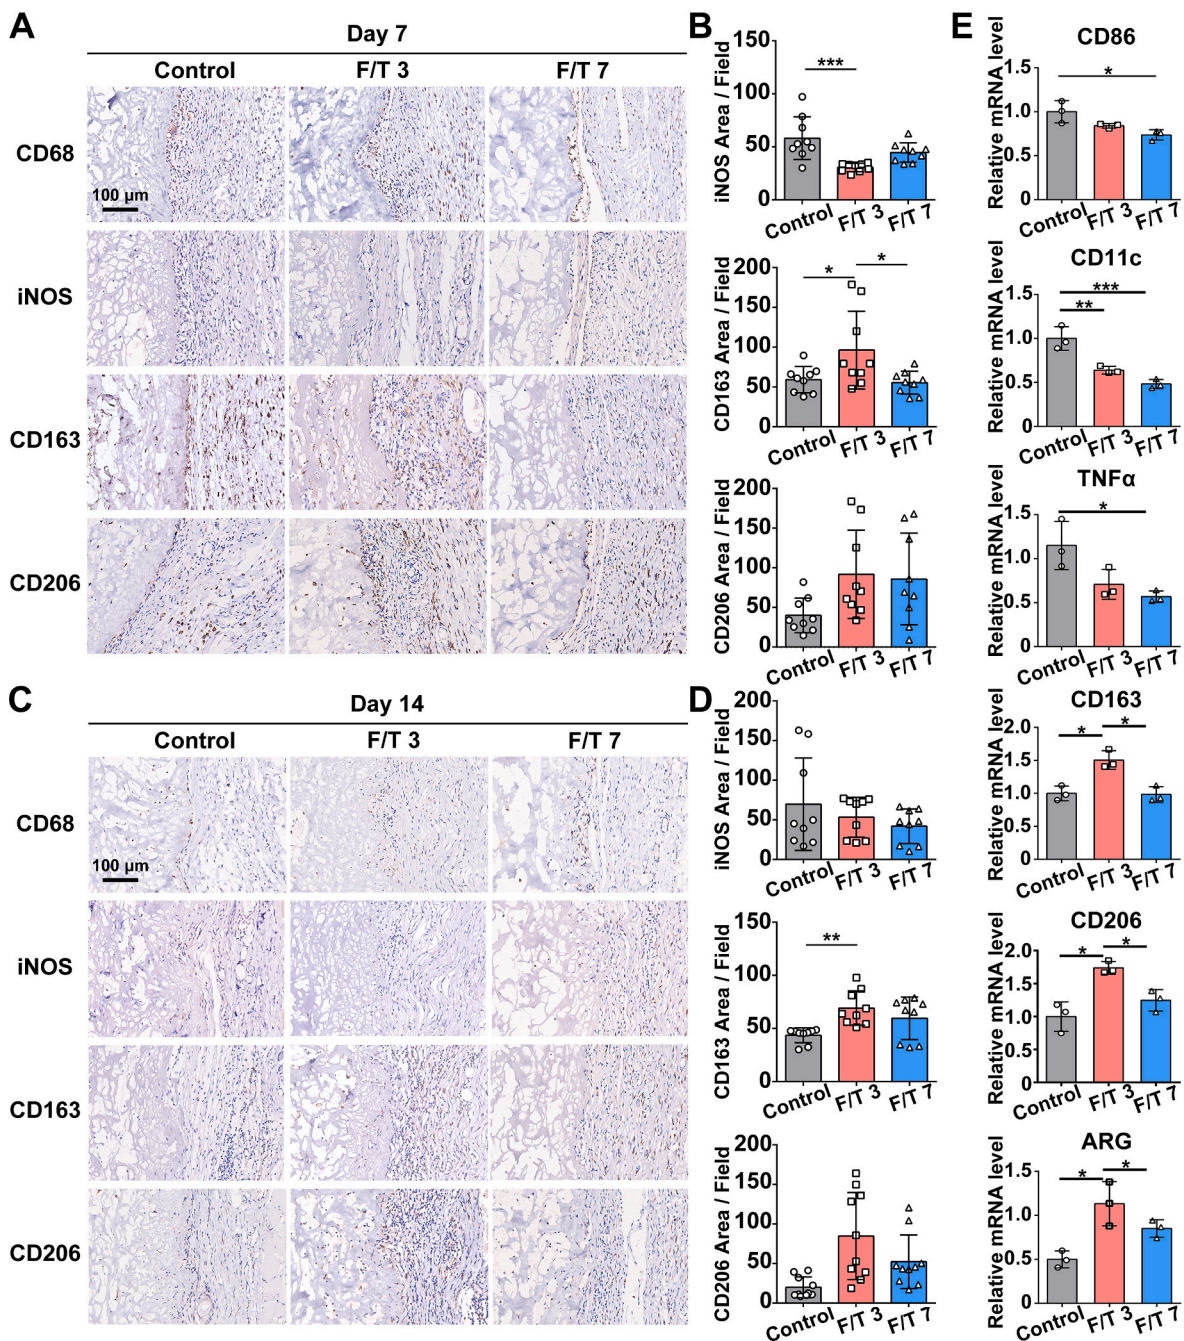 A
Day 7
Control
F/T 3
F/T 7
CD68
100 μm
iNOS
CD163
CD206
B
150
100
50
0
iNOS Area / Field
***
Control
F/T 3
F/T 7
200
150
100
50
0
CD163 Area / Field
*
*
Control
F/T 3
F/T 7
200
150
100
50
0
CD206 Area / Field
Control
F/T 3
F/T 7
C
Day 14
Control
F/T 3
F/T 7
CD68
100 μm
iNOS
CD163
CD206
D
200
150
100
50
0
iNOS Area / Field
Control
F/T 3
F/T 7
150
100
50
0
CD163 Area / Field
**
Control
F/T 3
F/T 7
200
150
100
50
0
CD206 Area / Field
Control
F/T 3
F/T 7
E
CD86
Relative mRNA level
1.5
1.0
0.5
0
*
Control
F/T 3
F/T 7
CD11c
Relative mRNA level
1.5
1.0
0.5
0
***
**
Control
F/T 3
F/T 7
TNFα
Relative mRNA level
1.5
1.0
0.5
0
*
Control
F/T 3
F/T 7
CD163
Relative mRNA level
2.0
1.5
1.0
0.5
0
*
*
Control
F/T 3
F/T 7
CD206
Relative mRNA level
2.0
1.5
1.0
0.5
0
*
*
Control
F/T 3
F/T 7
ARG
Relative mRNA level
1.5
1.0
0.5
0
*
*
Control
F/T 3
F/T 7